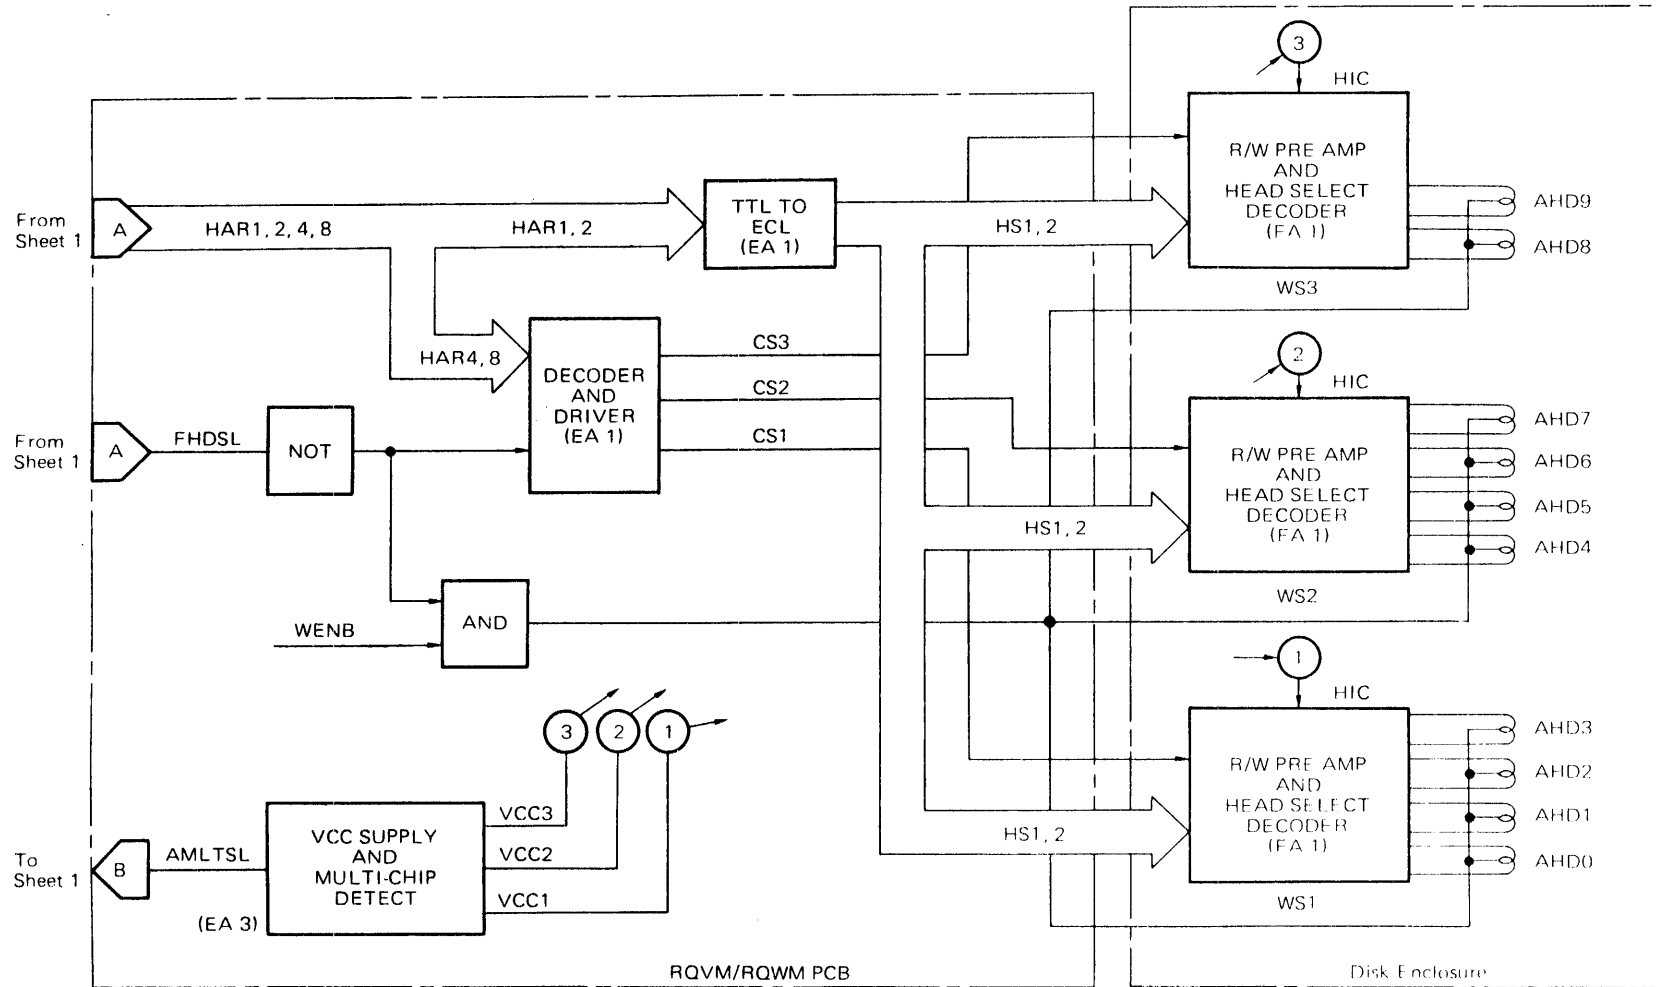 3
HIC
R/W PRE AMP
AND
HEAD SELECT
DECODER
(EA 1)
AHD9
AHD8
WS3
From
Sheet 1
A
HAR1, 2, 4, 8
HAR1, 2
TTL TO
ECL
(EA 1)
HS1, 2
HAR4, 8
DECODER
AND
DRIVER
(EA 1)
CS3
CS2
CS1
2
HIC
R/W PRE AMP
AND
HEAD SELECT
DECODER
(EA 1)
AHD7
AHD6
AHD5
AHD4
WS2
From
Sheet 1
A
FHDSL
NOT
HS1, 2
WENB
AND
1
HIC
R/W PRE AMP
AND
HEAD SELECT
DECODER
(EA 1)
AHD3
AHD2
AHD1
AHD0
WS1
HS1, 2
3
2
1
To
Sheet 1
B
AMLTSL
VCC SUPPLY
AND
MULTI-CHIP
DETECT
(EA 3)
VCC3
VCC2
VCC1
RQVM/RQWM PCB
Disk Enclosure